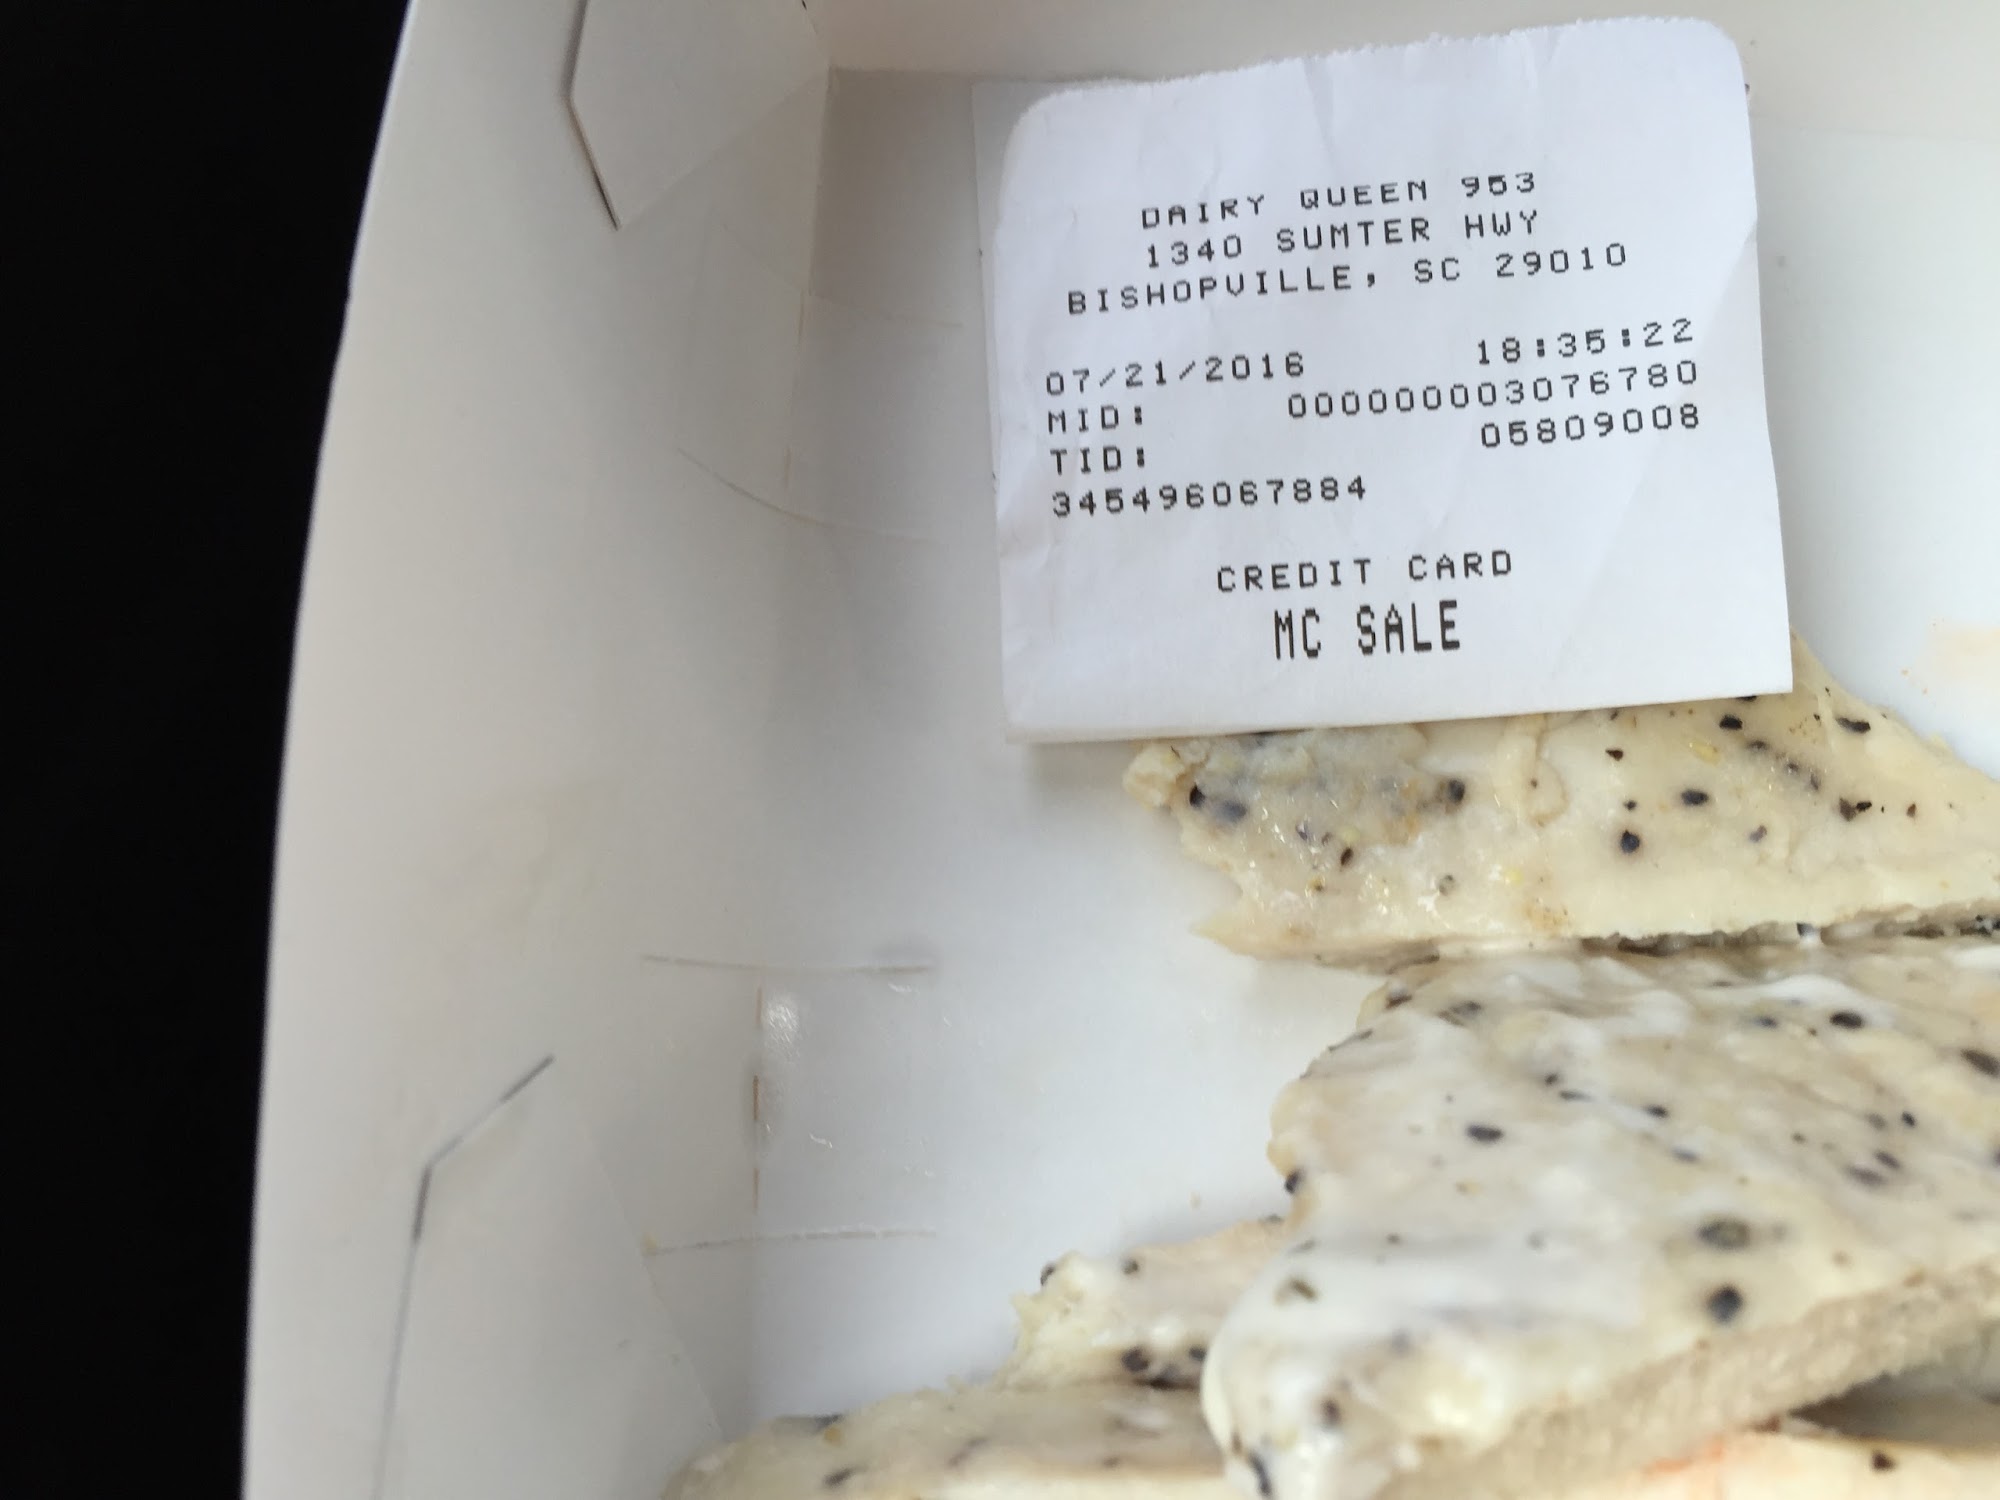 DAIRY QUEEN 953
1340 SUMTER HWY
BISHOPVILLE, SC 29010
07/21/2016 18:35:22
MID: 000000003076780
TID: 05809008
345496067884
CREDIT CARD
MC SALE